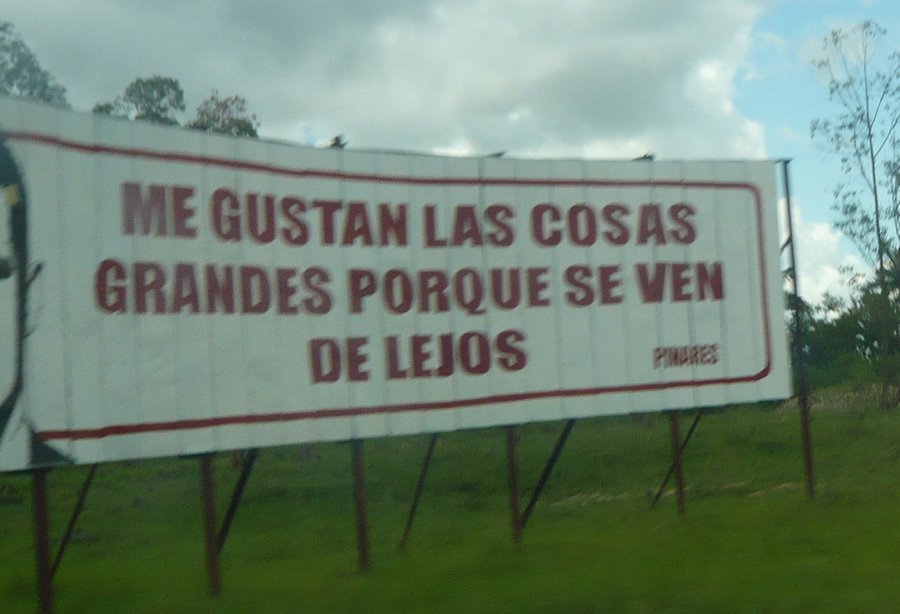 ME GUSTAN LAS COSAS
GRANDES PORQUE SE VEN
DE LEJOS
PINARES